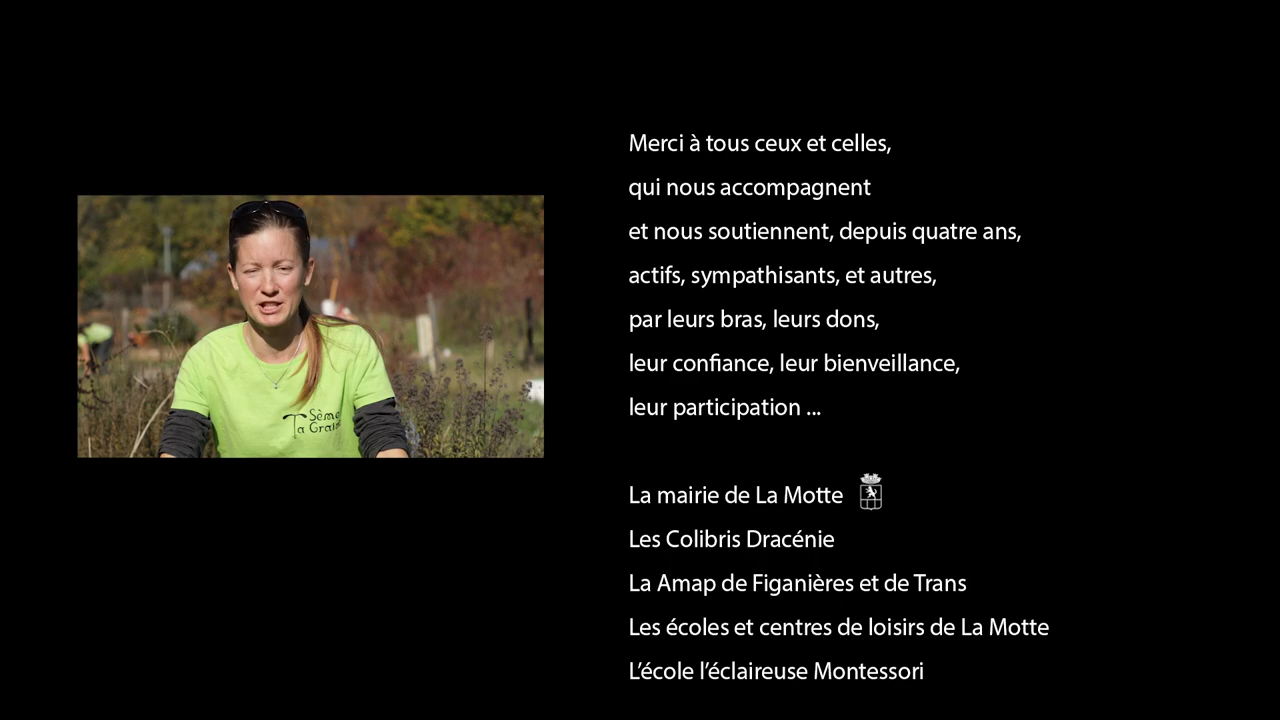 Sème
Ta Grain
Merci à tous ceux et celles,
qui nous accompagnent
et nous soutiennent, depuis quatre ans,
actifs, sympathisants, et autres,
par leurs bras, leurs dons,
leur confiance, leur bienveillance,
leur participation ...
La mairie de La Motte
Les Colibris Dracénie
La Amap de Figanières et de Trans
Les écoles et centres de loisirs de La Motte
L’école l’éclaireuse Montessori